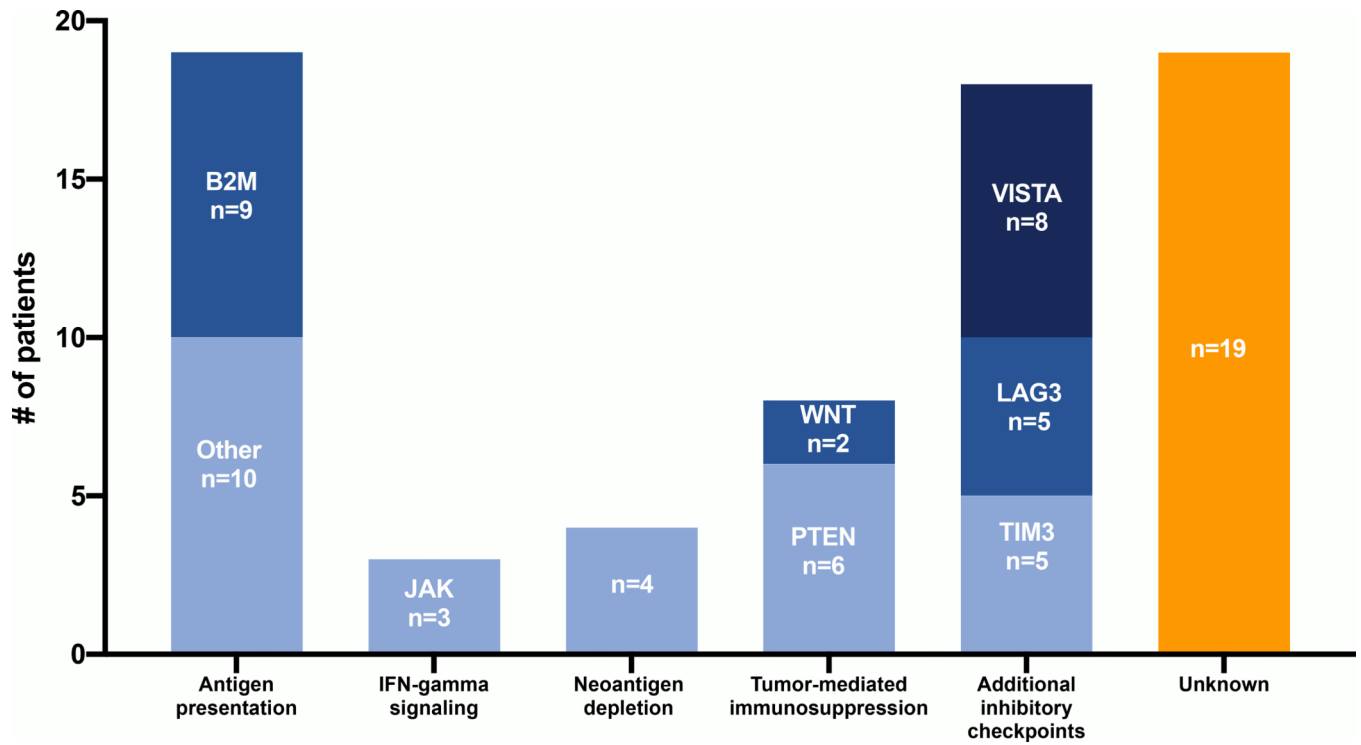 # of patients
20
15
10
5
0
B2M
n=9
Other
n=10
JAK
n=3
n=4
WNT
n=2
PTEN
n=6
VISTA
n=8
LAG3
n=5
TIM3
n=5
n=19
Antigen
presentation
IFN-gamma
signaling
Neoantigen
depletion
Tumor-mediated
immunosuppression
Additional
inhibitory
checkpoints
Unknown